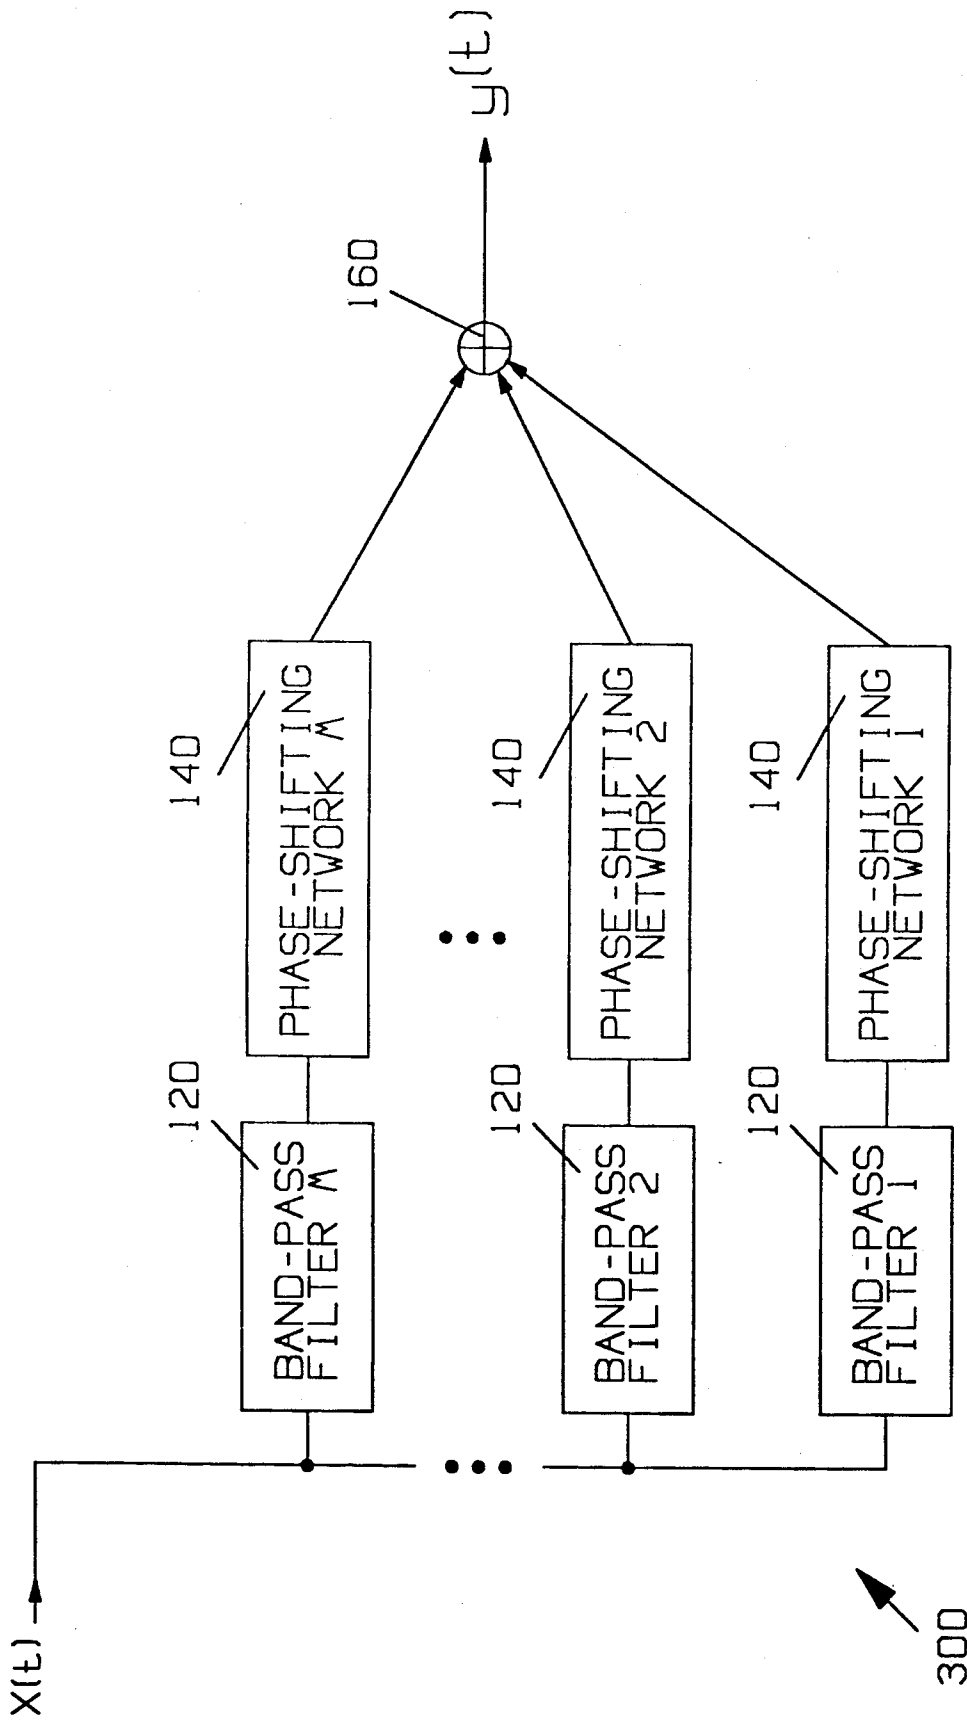 X(t)
120
BAND-PASS
FILTER M
140
PHASE-SHIFTING
NETWORK M
160
y(t)
120
BAND-PASS
FILTER 2
140
PHASE-SHIFTING
NETWORK 2
120
BAND-PASS
FILTER 1
140
PHASE-SHIFTING
NETWORK 1
300